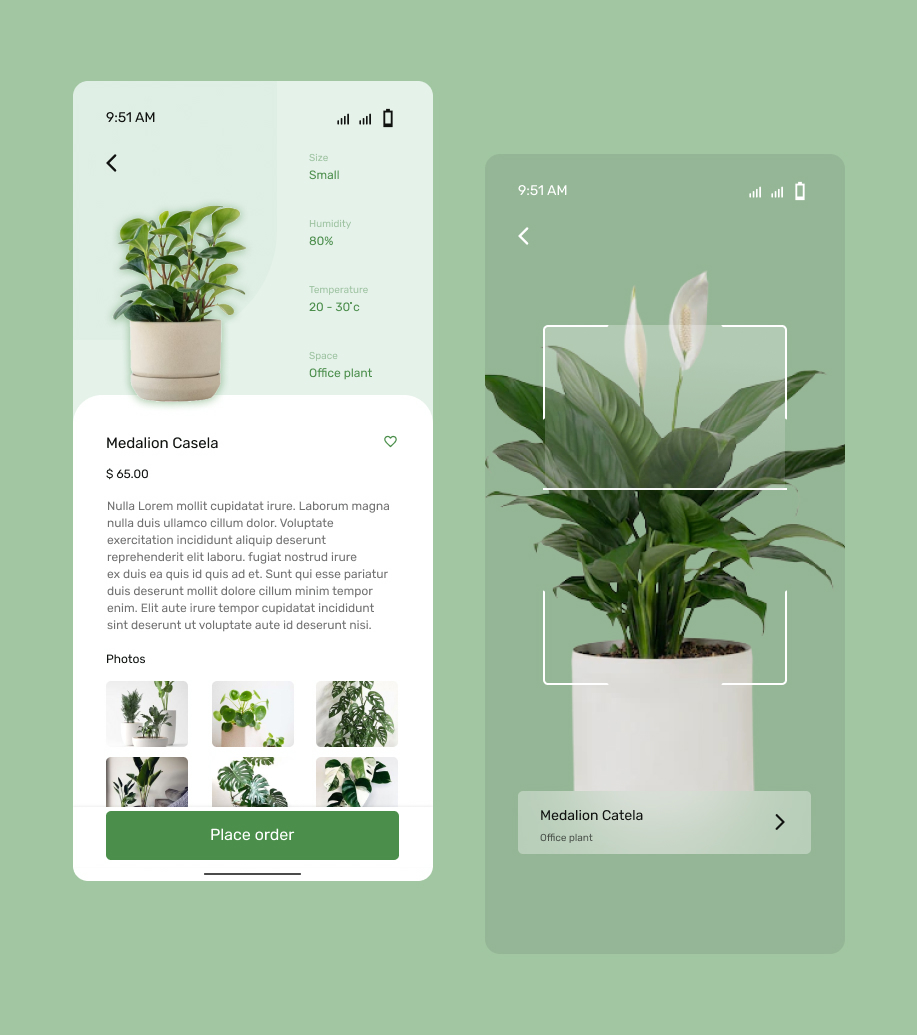 9:51 AM
Size
Small
Humidity
80%
Temperature
20 - 30°c
Space
Office plant
Medalion Casela
$ 65.00
Nulla Lorem mollit cupidatat irure. Laborum magna
nulla duis ullamco cillum dolor. Voluptate
exercitation incididunt aliquip deserunt
reprehenderit elit laboru. fugiat nostrud irure
ex duis ea quis id quis ad et. Sunt qui esse pariatur
duis deserunt mollit dolore cillum minim tempor
enim. Elit aute irure tempor cupidatat incididunt
sint deserunt ut voluptate aute id deserunt nisi.
Photos
Place order
9:51 AM
Medalion Catela
Office plant